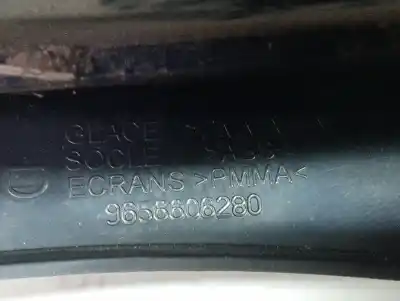 GLACE
SOCLE
ECRANS >PMMA<
9656606280